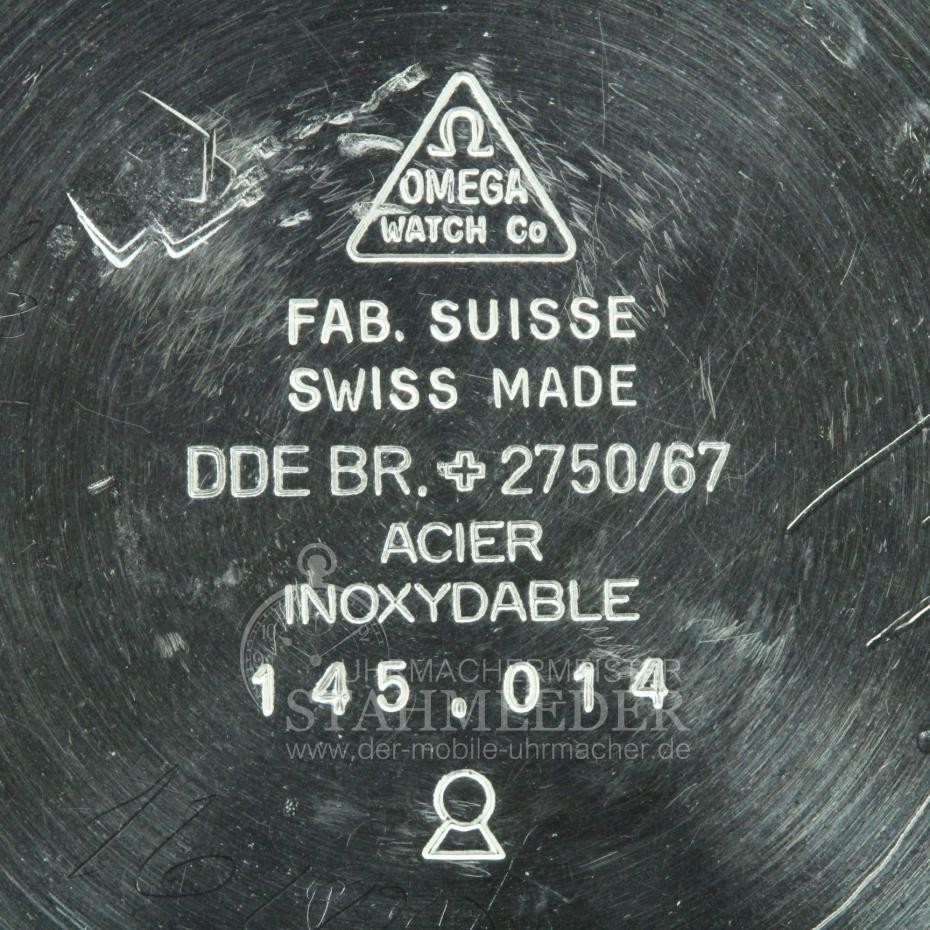 Ω
OMEGA
WATCH Co
FAB. SUISSE
SWISS MADE
DDE BR. + 2750/67
ACIER
INOXYDABLE
145.014
UHRMACHERMEISTER
STAHMLEDER
www.der-mobile-uhrmacher.de